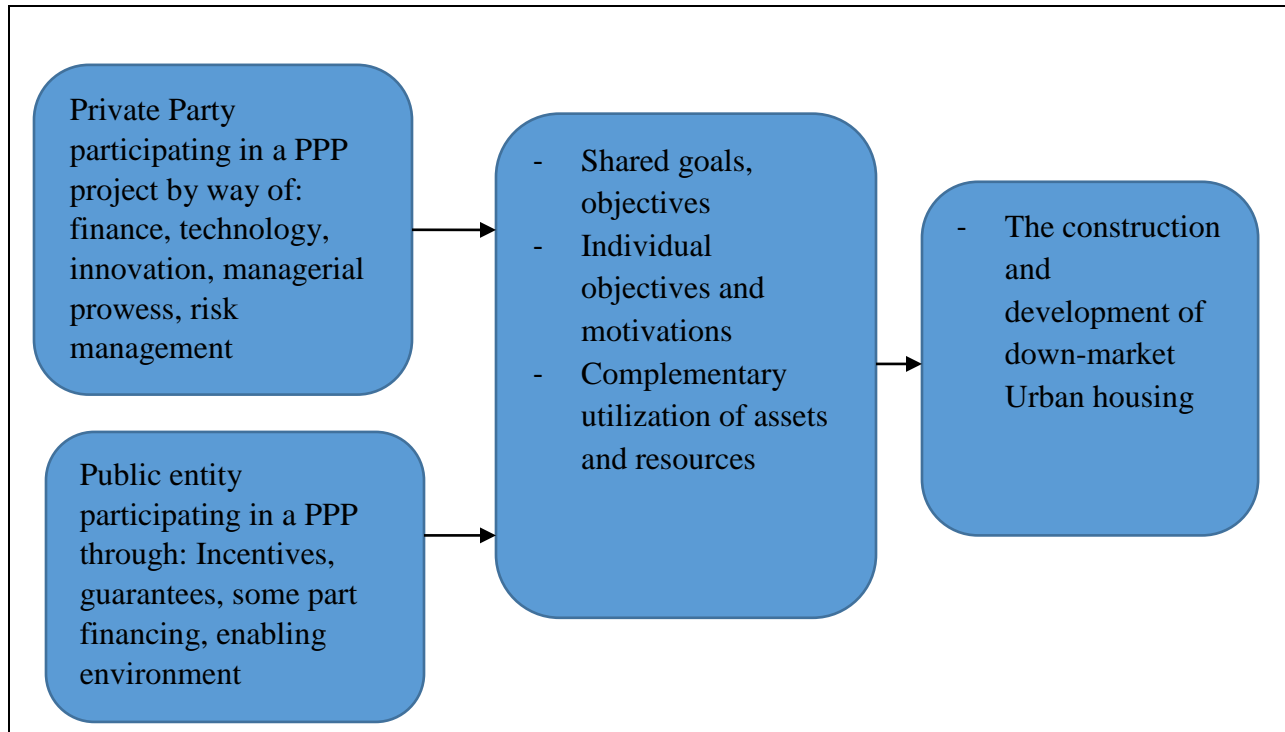 Private Party
participating in a PPP
project by way of:
finance, technology,
innovation, managerial
prowess, risk
management
Public entity
participating in a PPP
through: Incentives,
guarantees, some part
financing, enabling
environment
- Shared goals,
objectives
- Individual
objectives and
motivations
- Complementary
utilization of assets
and resources
- The construction
and
development of
down-market
Urban housing